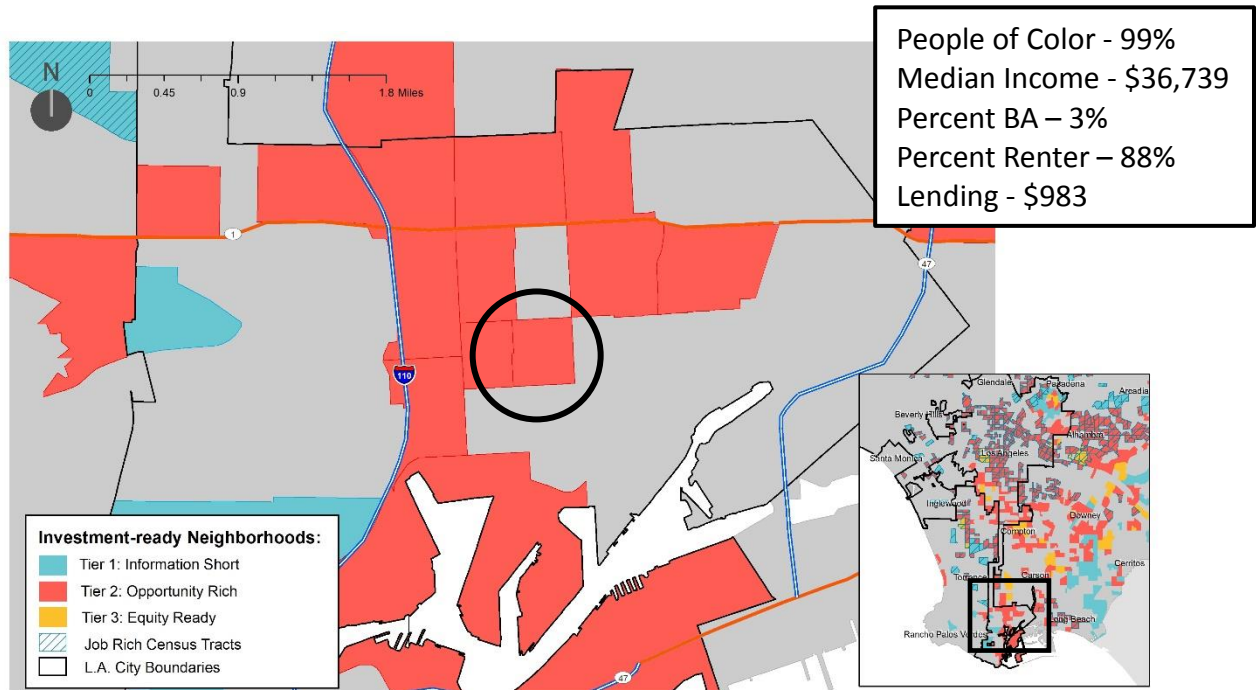 People of Color - 99%
Median Income - $36,739
Percent BA – 3%
Percent Renter – 88%
Lending - $983
N
0 0.45 0.9 1.8 Miles
1
47
110
47
Investment-ready Neighborhoods:
Tier 1: Information Short
Tier 2: Opportunity Rich
Tier 3: Equity Ready
Job Rich Census Tracts
L.A. City Boundaries
Glendale
Pasadena
Arcadia
Beverly Hills
Alhambra
Los Angeles
Santa Monica
Inglewood
Downey
Compton
Cerritos
Torrance
Carson
Long Beach
Rancho Palos Verdes